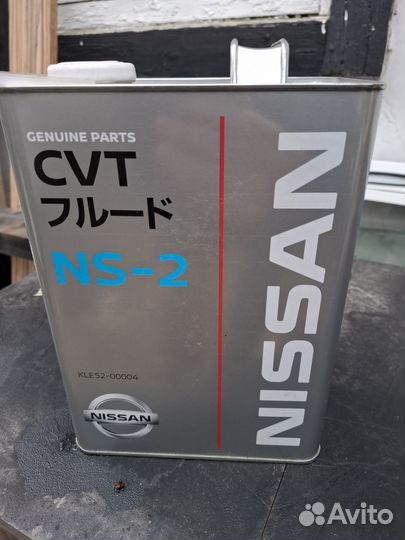 GENUINE PARTS
CVT
フルード
NS-2
KLE52-00004
NISSAN
NISSAN
Avito